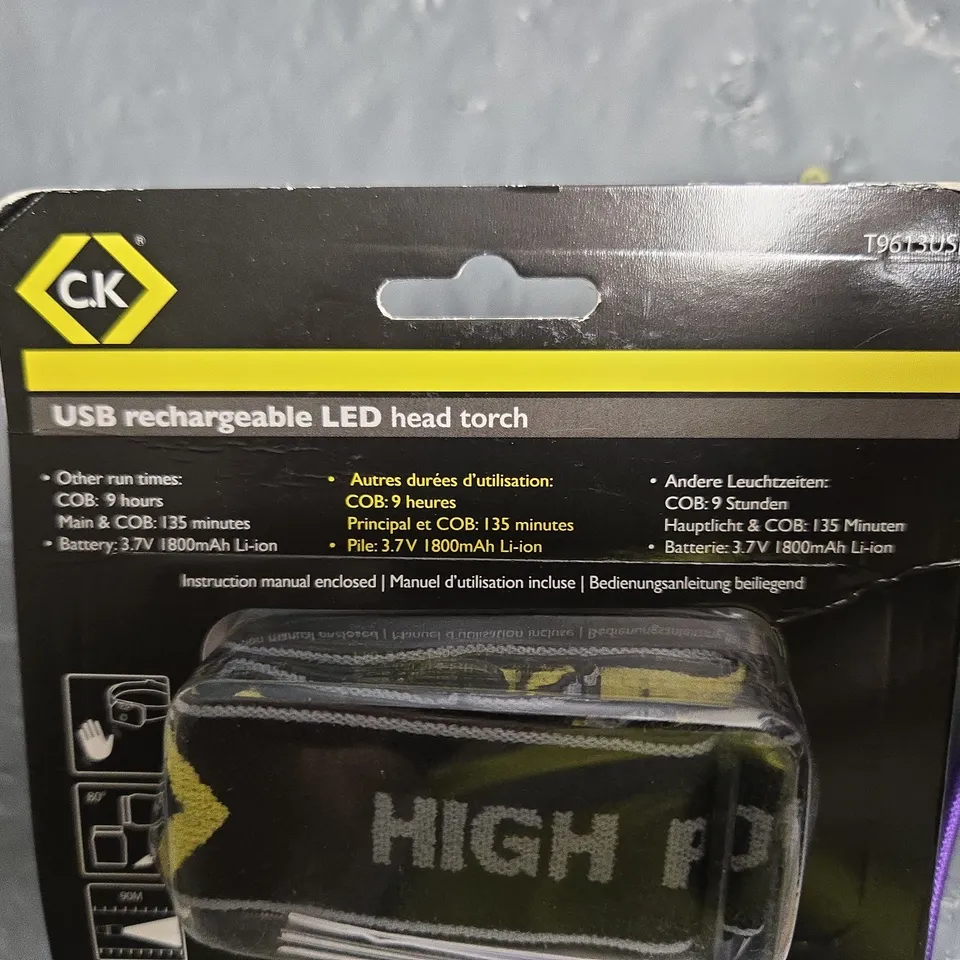 C.K
®
T9613US
USB rechargeable LED head torch
• Other run times:
COB: 9 hours
Main & COB: 135 minutes
• Battery: 3.7V 1800mAh Li-ion
• Autres durées d'utilisation:
COB: 9 heures
Principal et COB: 135 minutes
• Pile: 3.7V 1800mAh Li-ion
• Andere Leuchtzeiten:
COB: 9 Stunden
Hauptlicht & COB: 135 Minuten
• Batterie: 3.7V 1800mAh Li-ion
Instruction manual enclosed | Manuel d'utilisation incluse | Bedienungsanleitung beiliegend
80°
HIGH PO
90M